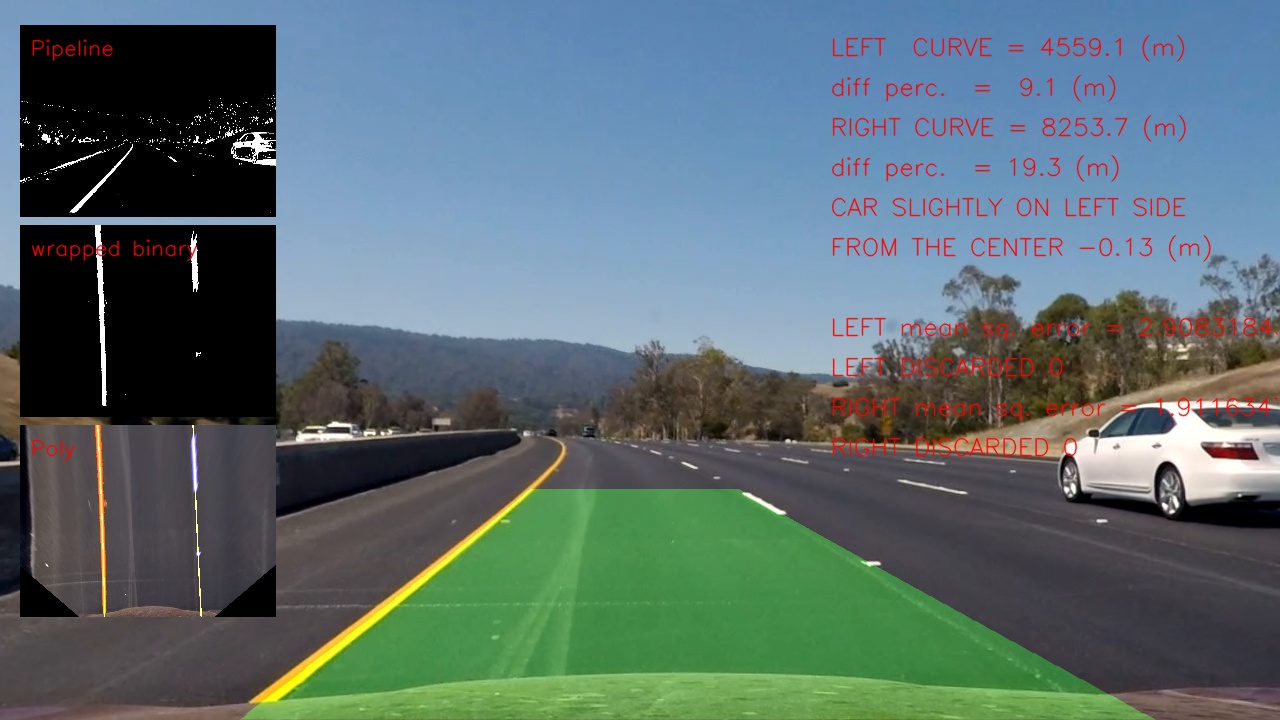 Pipeline
wrapped binary
Poly
LEFT CURVE = 4559.1 (m)
diff perc. = 9.1 (m)
RIGHT CURVE = 8253.7 (m)
diff perc. = 19.3 (m)
CAR SLIGHTLY ON LEFT SIDE
FROM THE CENTER -0.13 (m)
LEFT mean sq. error = 2.9083184
LEFT DISCARDED 0
RIGHT mean sq. error = 1.911634
RIGHT DISCARDED 0